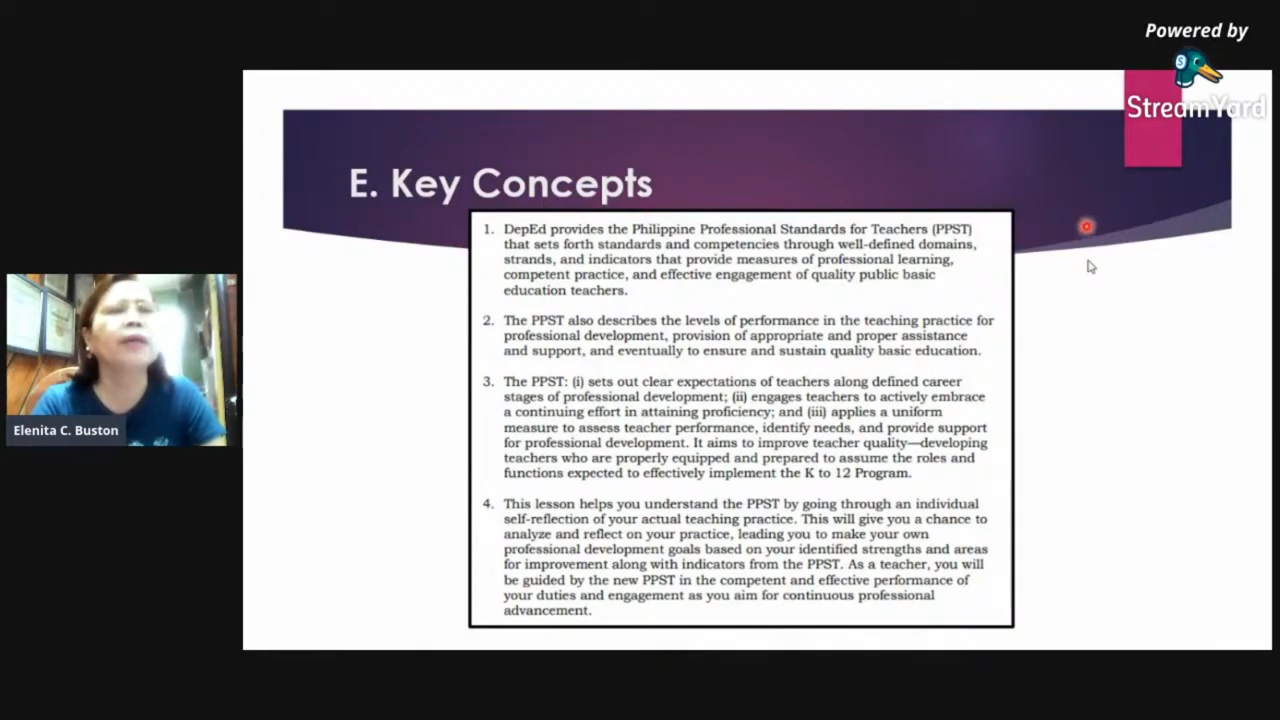 Powered by
StreamYard
E. Key Concepts
1. DepEd provides the Philippine Professional Standards for Teachers (PPST)
that sets forth standards and competencies through well-defined domains,
strands, and indicators that provide measures of professional learning,
competent practice, and effective engagement of quality public basic
education teachers.
2. The PPST also describes the levels of performance in the teaching practice for
professional development, provision of appropriate and proper assistance
and support, and eventually to ensure and sustain quality basic education.
3. The PPST: (i) sets out clear expectations of teachers along defined career
stages of professional development; (ii) engages teachers to actively embrace
a continuing effort in attaining proficiency; and (iii) applies a uniform
measure to assess teacher performance, identify needs, and provide support
for professional development. It aims to improve teacher quality—developing
teachers who are properly equipped and prepared to assume the roles and
functions expected to effectively implement the K to 12 Program.
4. This lesson helps you understand the PPST by going through an individual
self-reflection of your actual teaching practice. This will give you a chance to
analyze and reflect on your practice, leading you to make your own
professional development goals based on your identified strengths and areas
for improvement along with indicators from the PPST. As a teacher, you will
be guided by the new PPST in the competent and effective performance of
your duties and engagement as you aim for continuous professional
advancement.
Elenita C. Buston